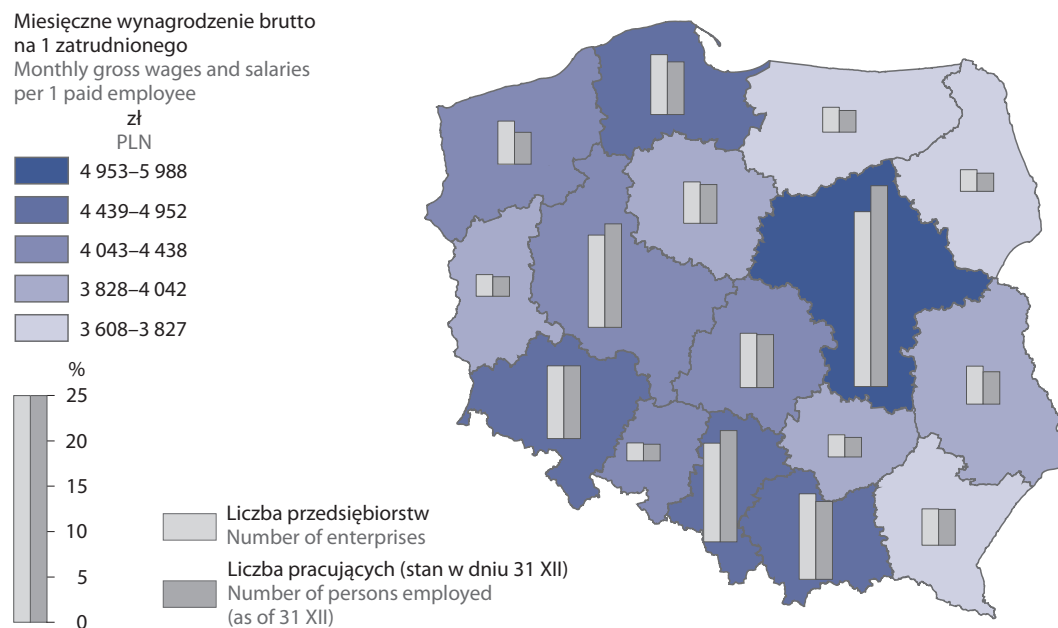 Miesięczne wynagrodzenie brutto
na 1 zatrudnionego
Monthly gross wages and salaries
per 1 paid employee
zł
PLN
4 953–5 988
4 439–4 952
4 043–4 438
3 828–4 042
3 608–3 827
%
25
20
15
10
5
0
Liczba przedsiębiorstw
Number of enterprises
Liczba pracujących (stan w dniu 31 XII)
Number of persons employed
(as of 31 XII)